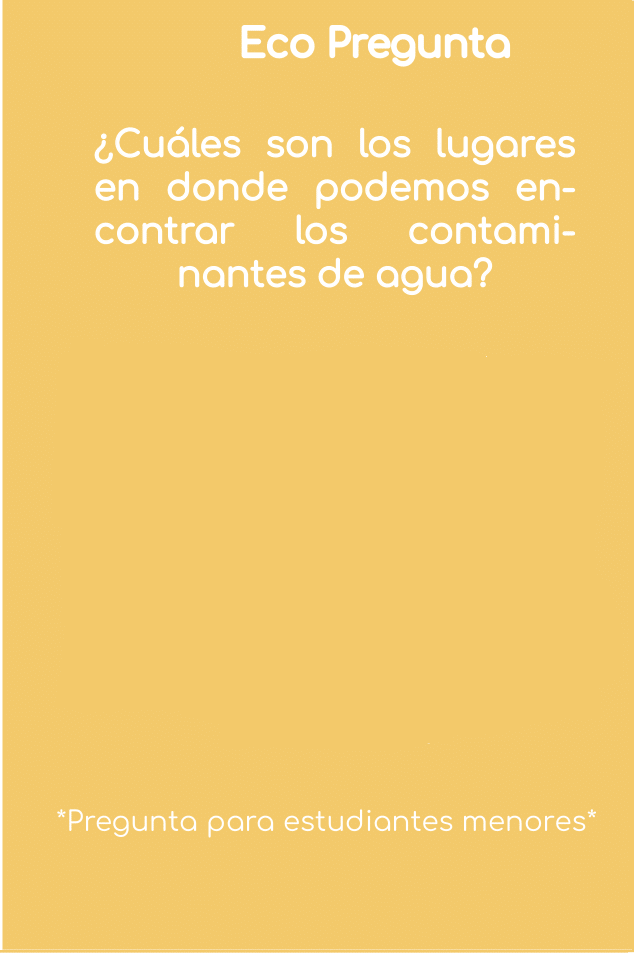 Eco Pregunta
¿Cuáles son los lugares
en donde podemos en-
contrar los contami-
nantes de agua?
*Pregunta para estudiantes menores*